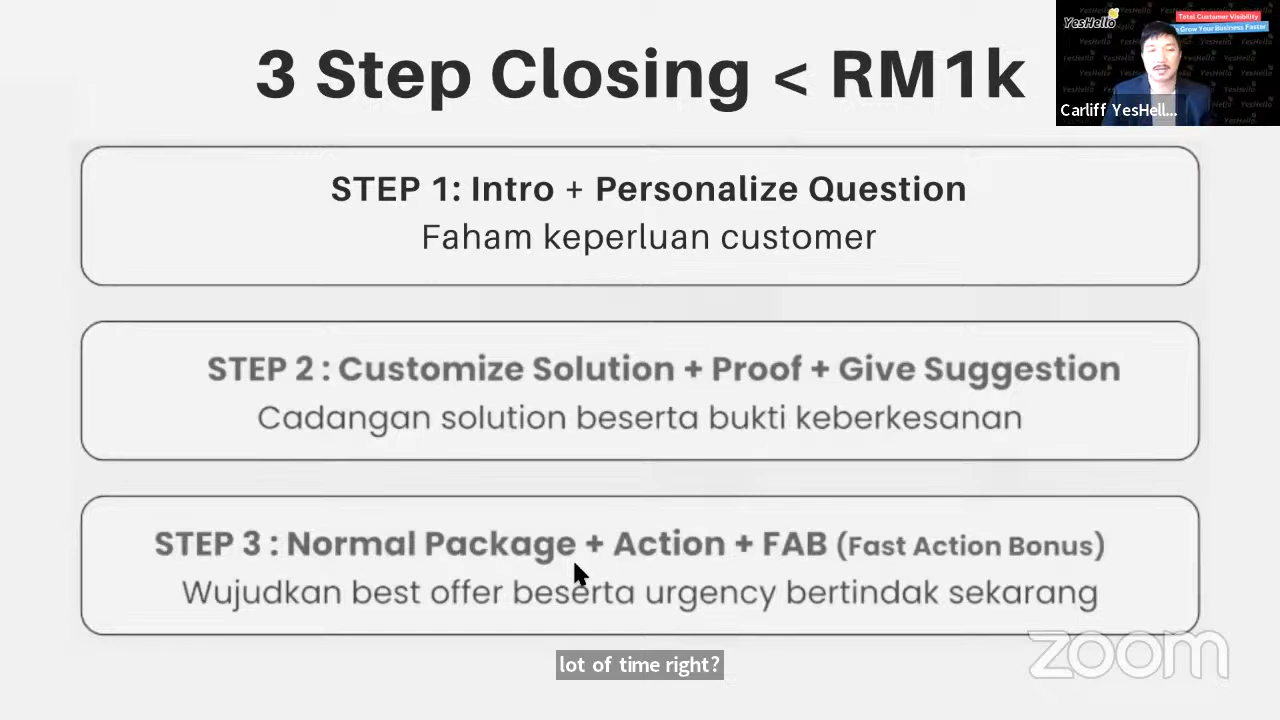 3 Step Closing < RM1k
YesHello
Total Customer Visibility
Grow Your Business Faster
Carliff YesHell...
STEP 1: Intro + Personalize Question
Faham keperluan customer
STEP 2 : Customize Solution + Proof + Give Suggestion
Cadangan solution beserta bukti keberkesanan
STEP 3 : Normal Package + Action + FAB (Fast Action Bonus)
Wujudkan best offer beserta urgency bertindak sekarang
lot of time right?
zoom